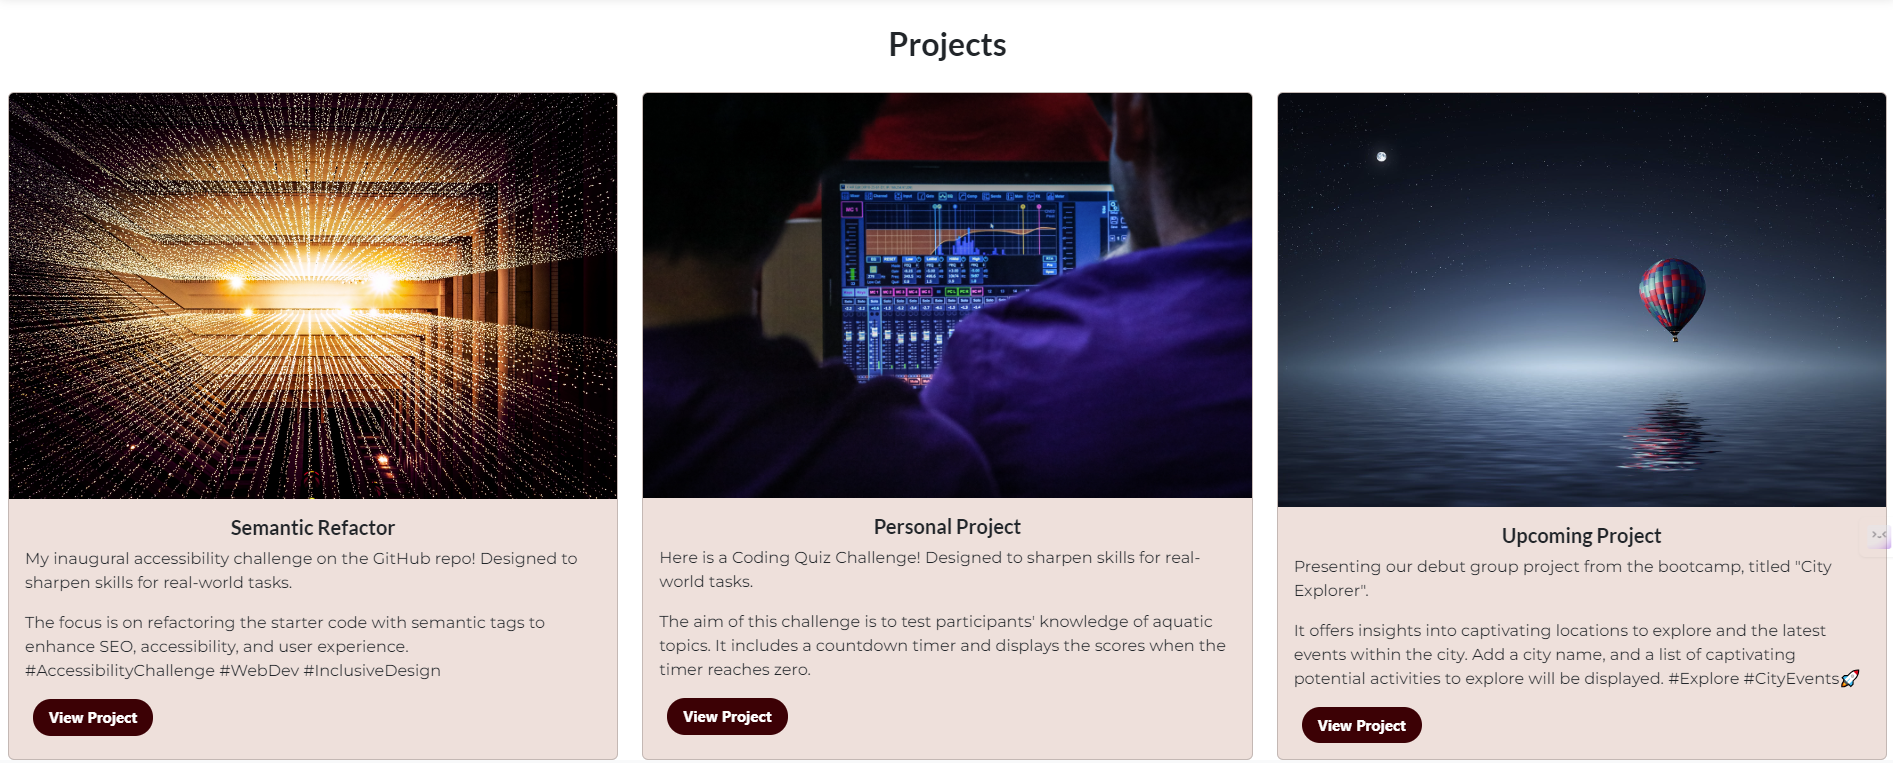 Projects
Semantic Refactor
My inaugural accessibility challenge on the GitHub repo! Designed to
sharpen skills for real-world tasks.
The focus is on refactoring the starter code with semantic tags to
enhance SEO, accessibility, and user experience.
#AccessibilityChallenge #WebDev #InclusiveDesign
View Project
Personal Project
Here is a Coding Quiz Challenge! Designed to sharpen skills for real-
world tasks.
The aim of this challenge is to test participants' knowledge of aquatic
topics. It includes a countdown timer and displays the scores when the
timer reaches zero.
View Project
Upcoming Project
Presenting our debut group project from the bootcamp, titled "City
Explorer".
It offers insights into captivating locations to explore and the latest
events within the city. Add a city name, and a list of captivating
potential activities to explore will be displayed. #Explore #CityEvents🚀
View Project